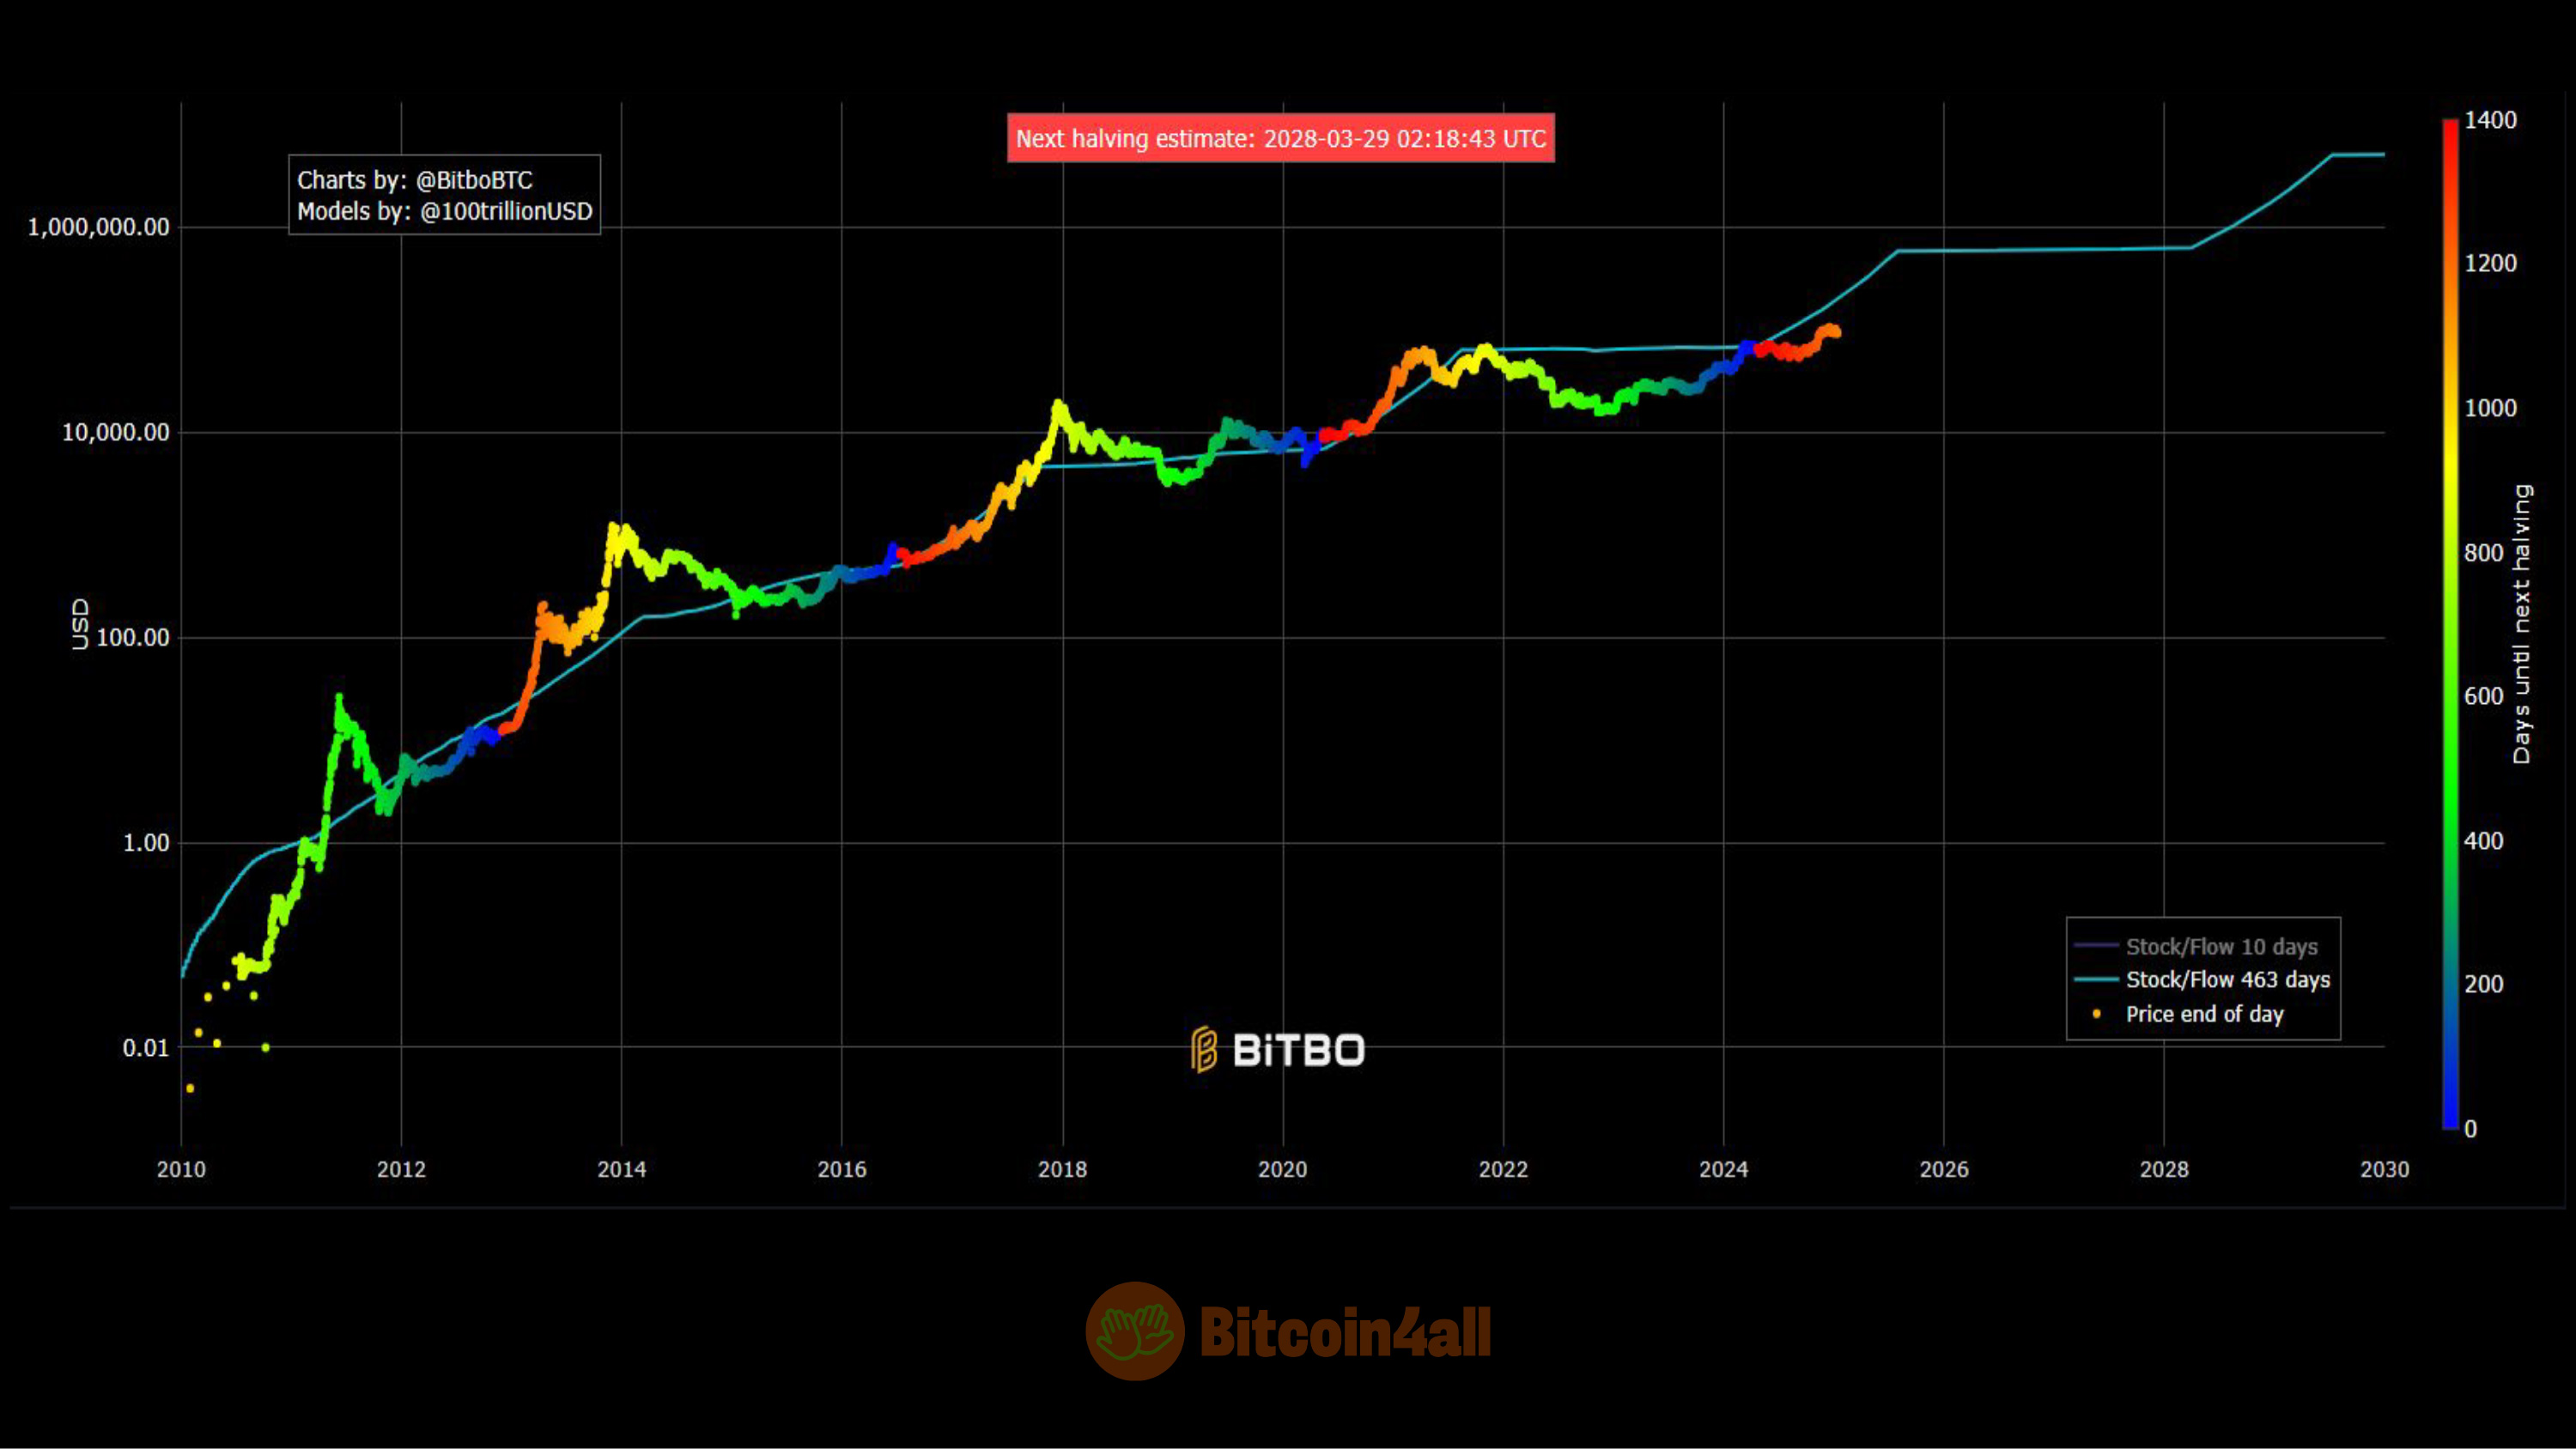 Next halving estimate: 2028-03-29 02:18:43 UTC
Charts by: @BitboBTC
Models by: @100trillionUSD
1,000,000.00
10,000.00
100.00
1.00
0.01
USD
2010
2012
2014
2016
2018
2020
2022
2024
2026
2028
2030
1400
1200
1000
800
600
400
200
0
Days until next halving
Stock/Flow 10 days
Stock/Flow 463 days
Price end of day
BiTBO
Bitcoin4all